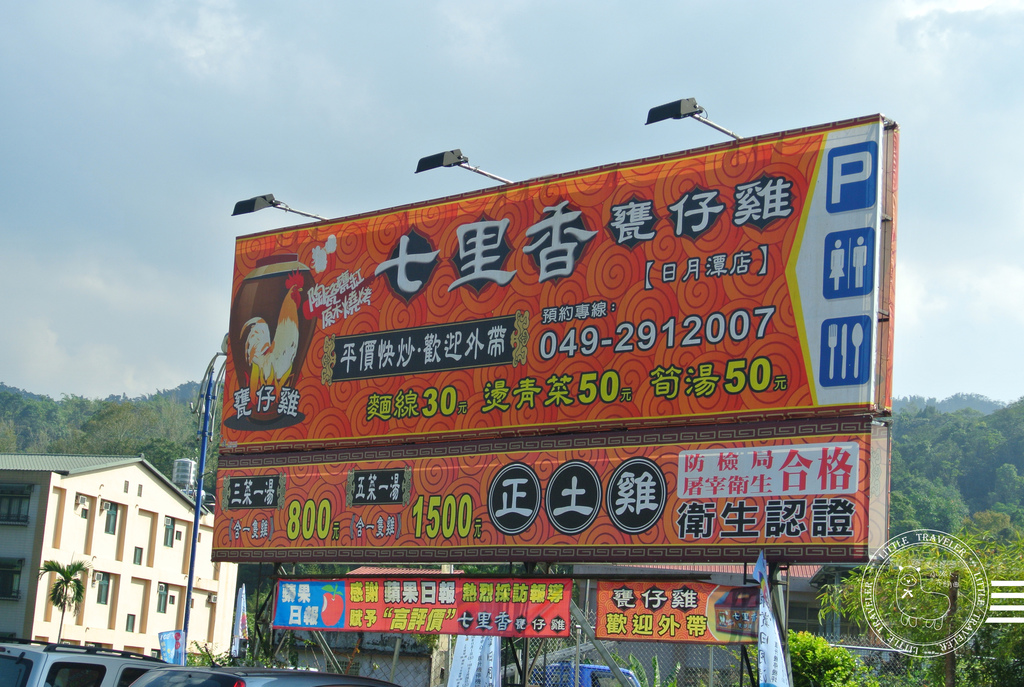 七里香甕仔雞
【日月潭店】
陶瓷甕缸
原木燒烤
甕仔雞
平價快炒·歡迎外帶
預約專線:
049-2912007
麵線30元 燙青菜50元 筍湯50元
P
三菜一湯
(含一隻雞)
800元
五菜一湯
(含一隻雞)
1500元
正土雞
防檢局
屠宰衛生
合格
衛生認證
蘋果
日報
感謝 蘋果日報 熱烈採訪報導
賦予 "高評價" 七里香甕仔雞
甕仔雞
歡迎外帶
LITTLE TRAVELER